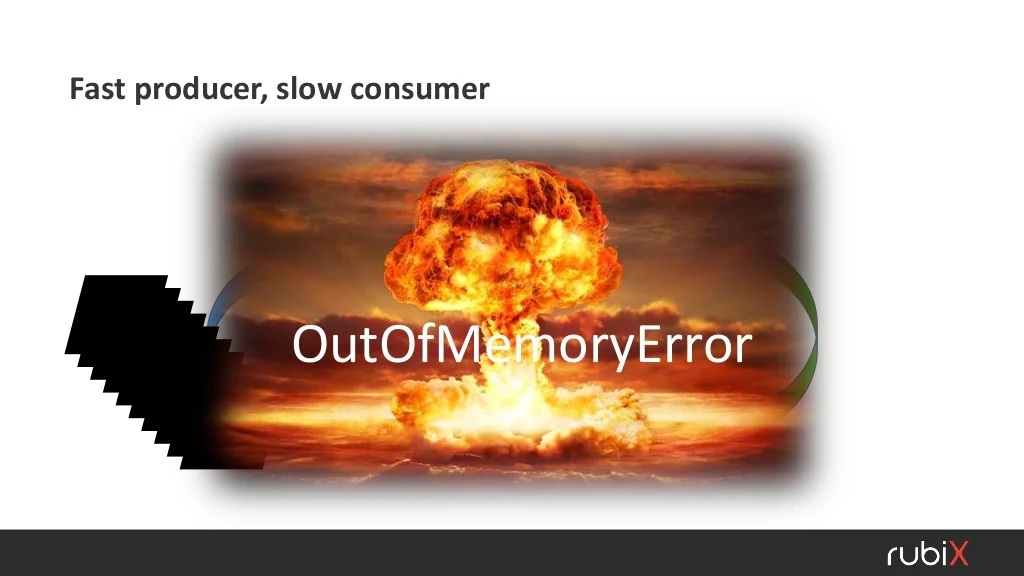 Fast producer, slow consumer
OutOfMemoryError
rubiX